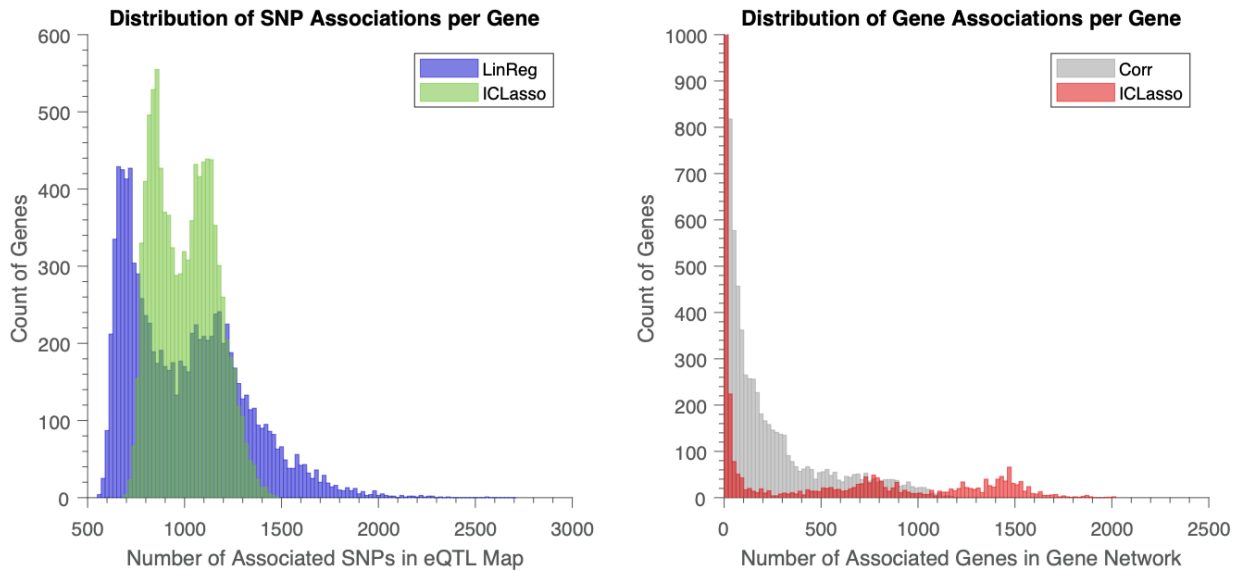 Distribution of SNP Associations per Gene
600
500
400
300
200
100
0
Count of Genes
LinReg
ICLasso
500 1000 1500 2000 2500 3000
Number of Associated SNPs in eQTL Map
Distribution of Gene Associations per Gene
1000
900
800
700
600
500
400
300
200
100
0
Count of Genes
Corr
ICLasso
0 500 1000 1500 2000 2500
Number of Associated Genes in Gene Network